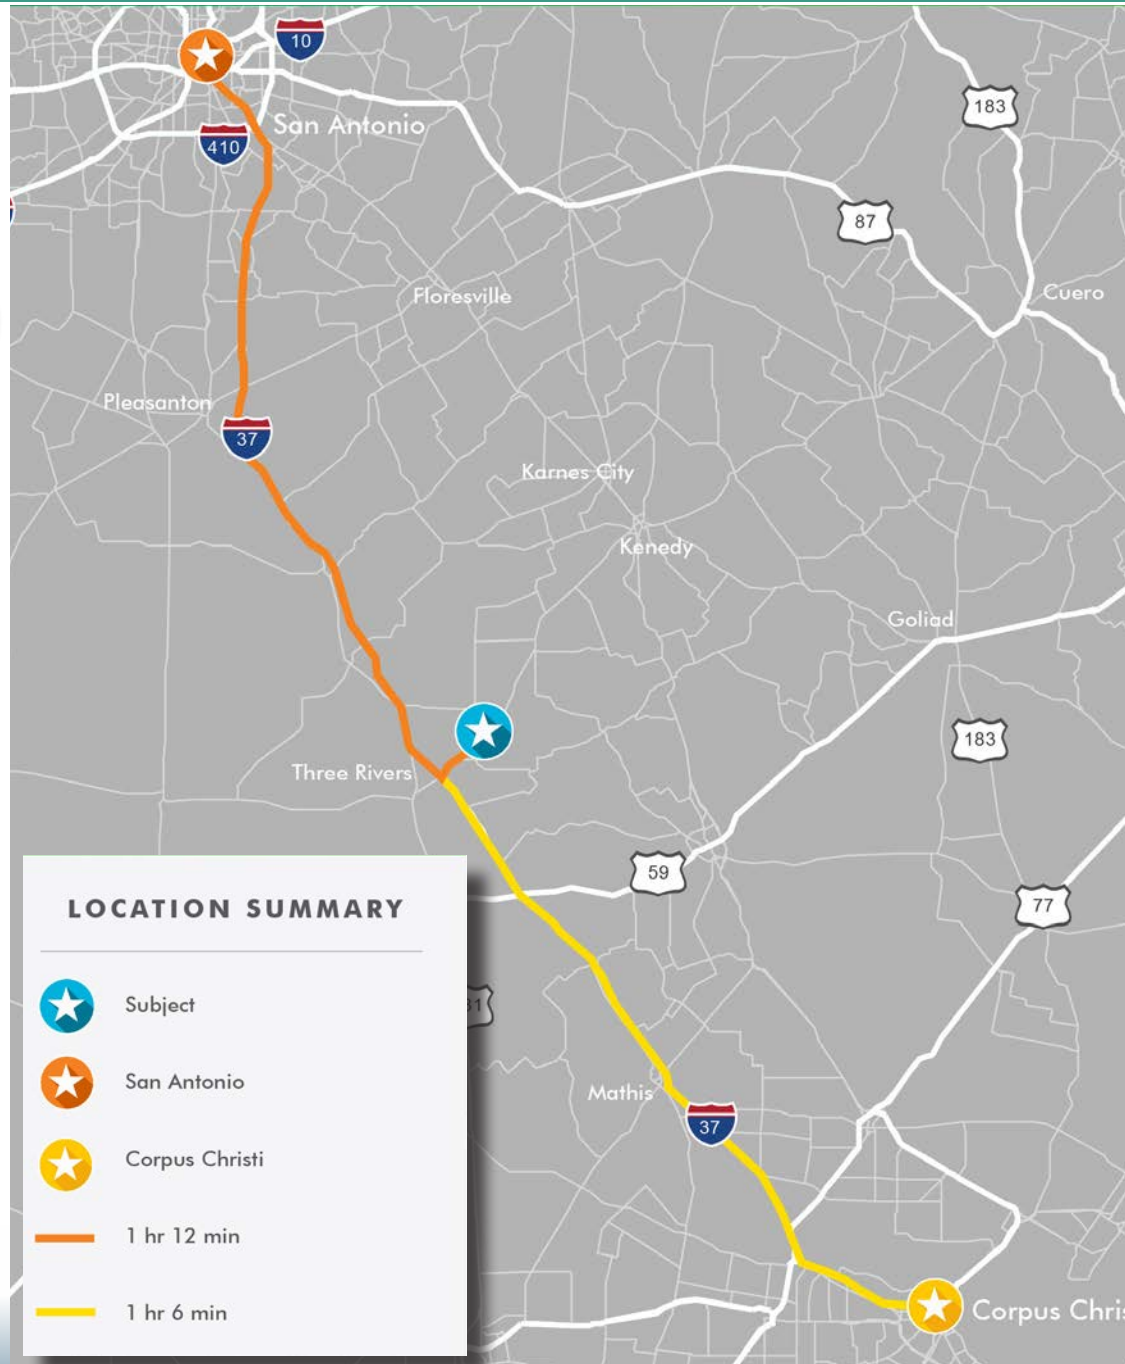 10
San Antonio
410
183
87
Floresville
Cuero
Pleasanton
37
Karnes City
Kenedy
Goliad
183
Three Rivers
59
77
LOCATION SUMMARY
Subject
San Antonio
Corpus Christi
1 hr 12 min
1 hr 6 min
Mathis
37
Corpus Chris